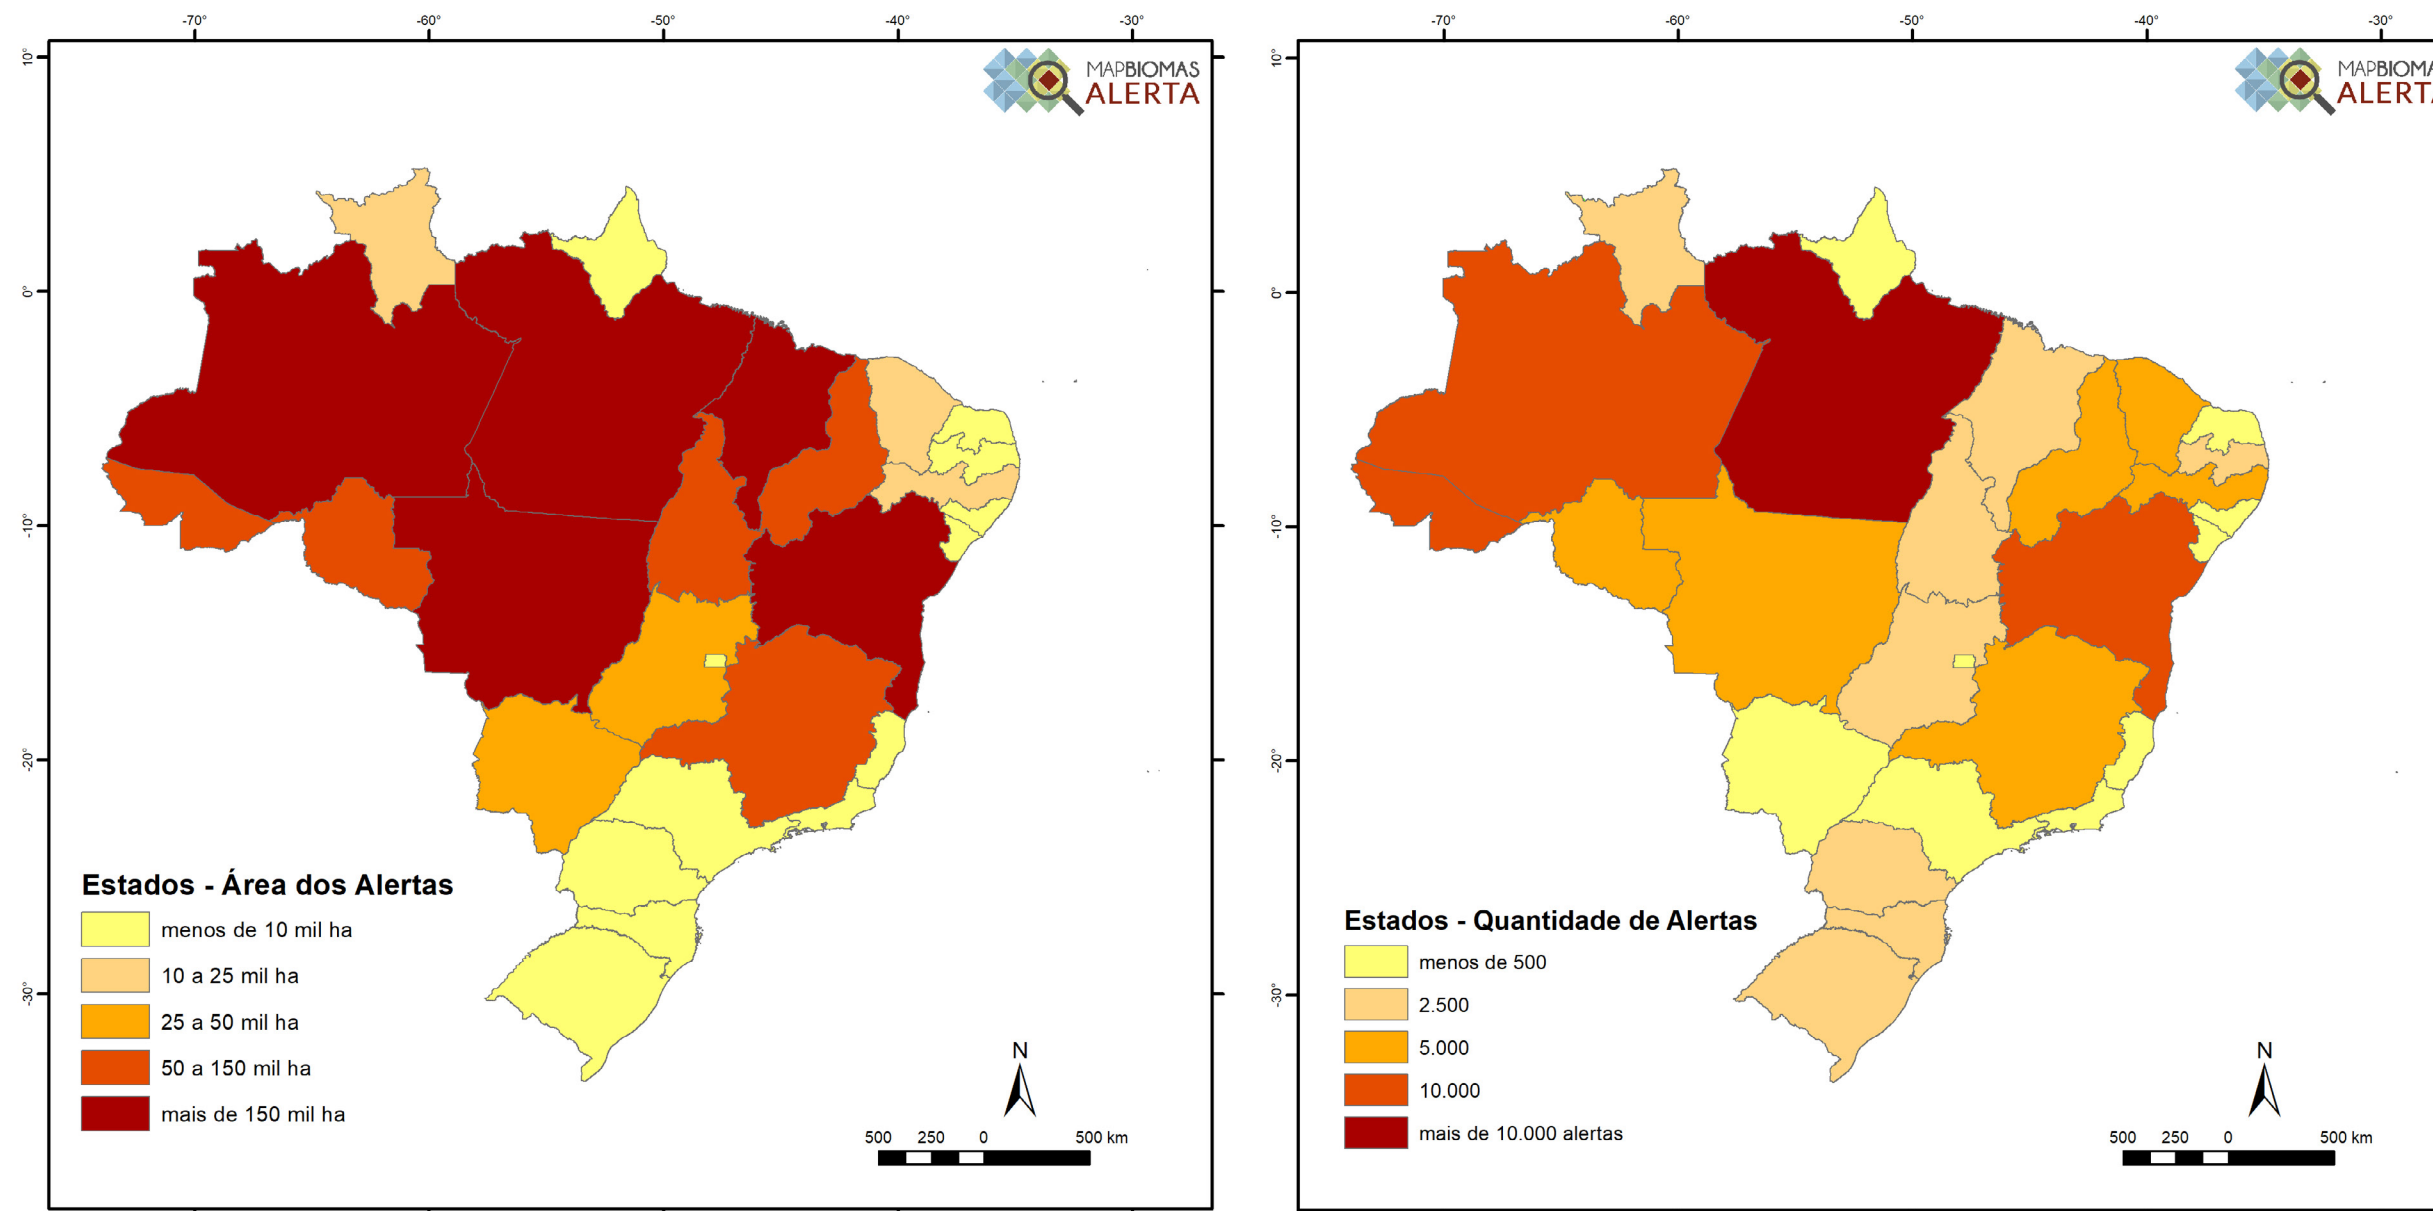 -70° -60° -50° -40° -30°
10°
0°
-10°
-20°
-30°
MAPBIOMAS
ALERTA
Estados - Área dos Alertas
menos de 10 mil ha
10 a 25 mil ha
25 a 50 mil ha
50 a 150 mil ha
mais de 150 mil ha
N
500 250 0 500 km
-70° -60° -50° -40° -30°
10°
0°
-10°
-20°
-30°
MAPBIOMA
ALERTA
Estados - Quantidade de Alertas
menos de 500
2.500
5.000
10.000
mais de 10.000 alertas
N
500 250 0 500 km